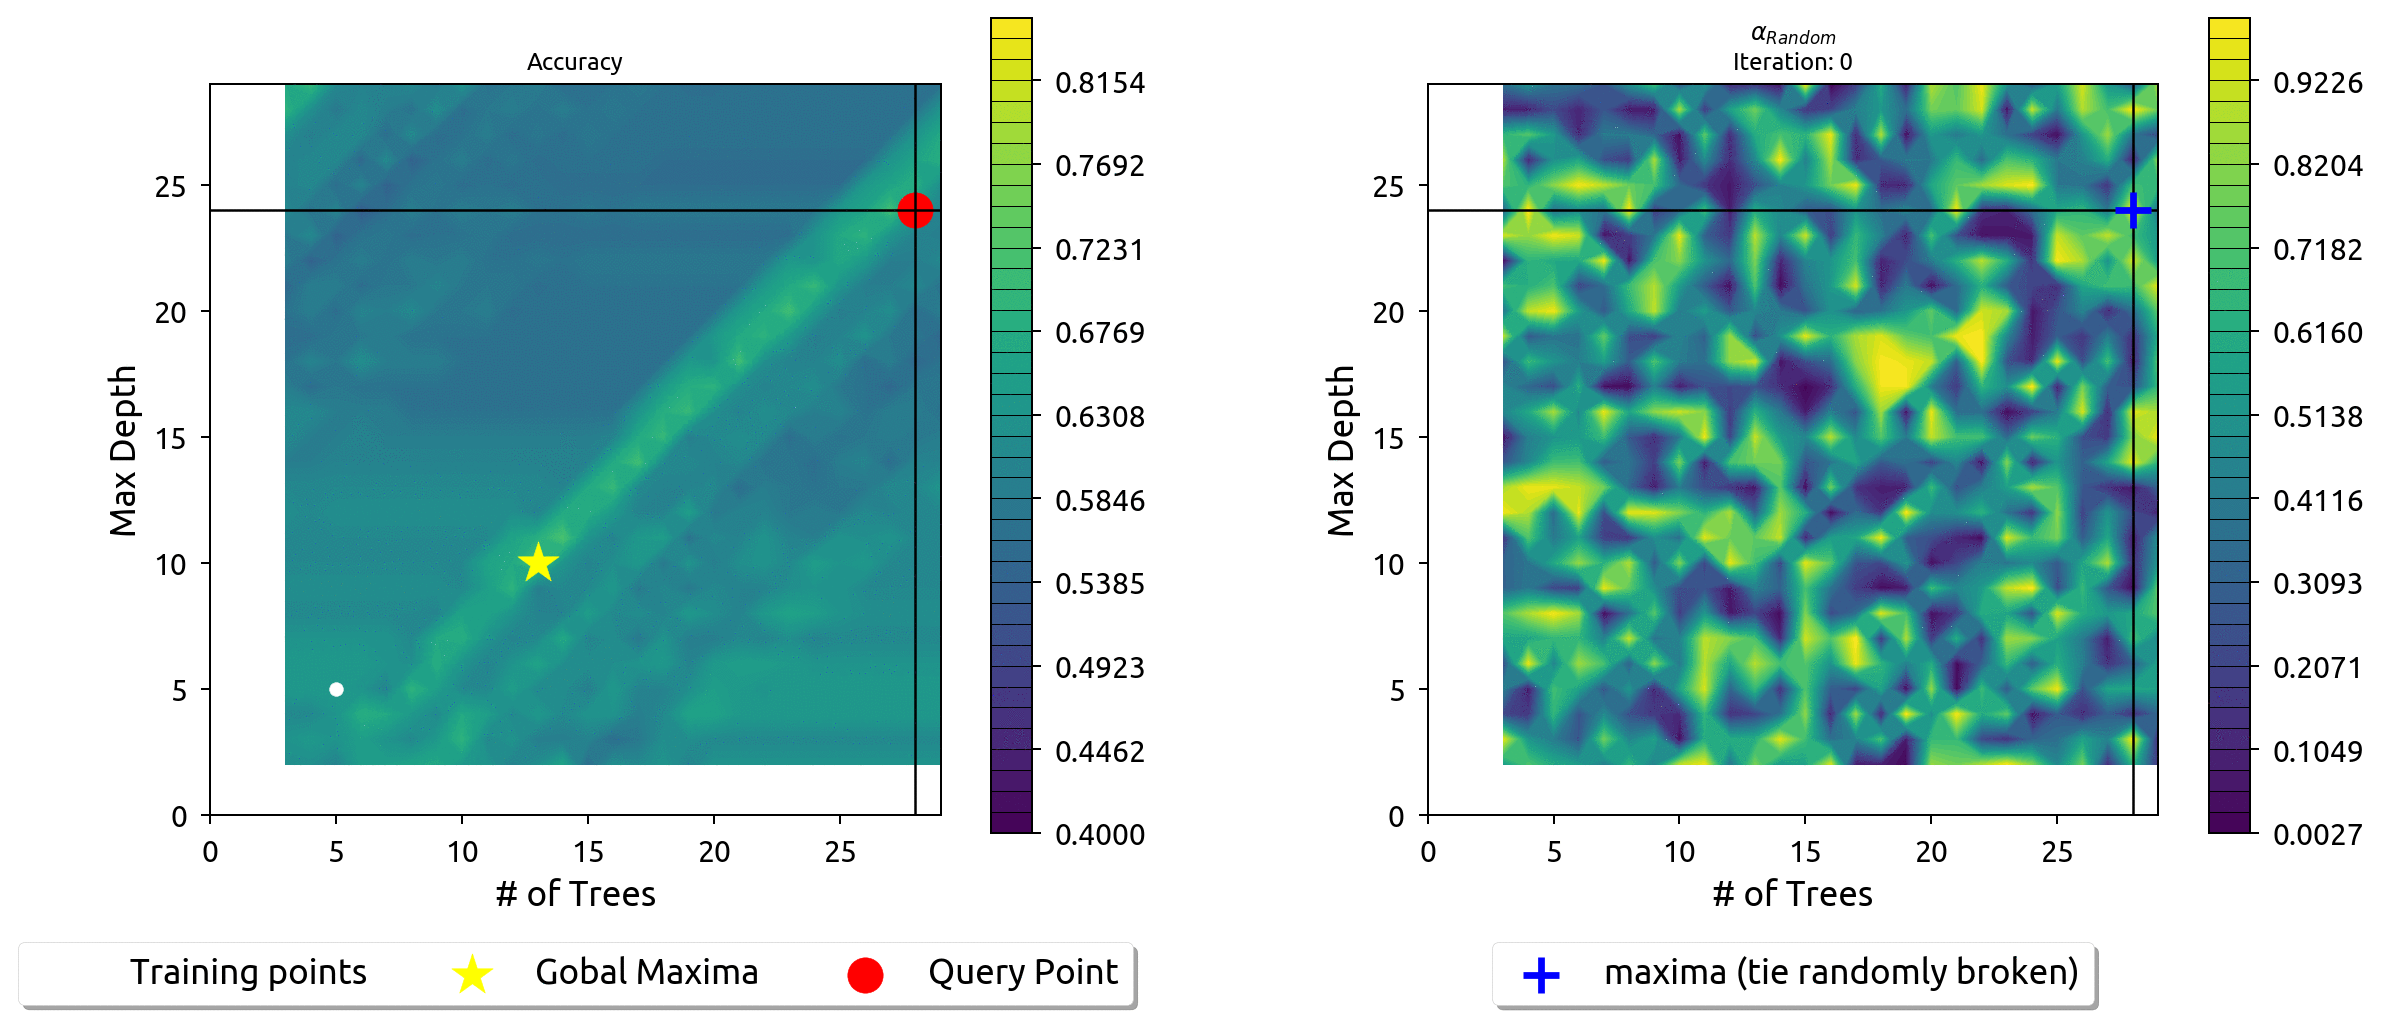 Accuracy
Max Depth
25
20
15
10
5
0
0 5 10 15 20 25
# of Trees
0.8154
0.7692
0.7231
0.6769
0.6308
0.5846
0.5385
0.4923
0.4462
0.4000
Training points Gobal Maxima Query Point
αRandom
Iteration: 0
Max Depth
25
20
15
10
5
0
0 5 10 15 20 25
# of Trees
0.9226
0.8204
0.7182
0.6160
0.5138
0.4116
0.3093
0.2071
0.1049
0.0027
maxima (tie randomly broken)